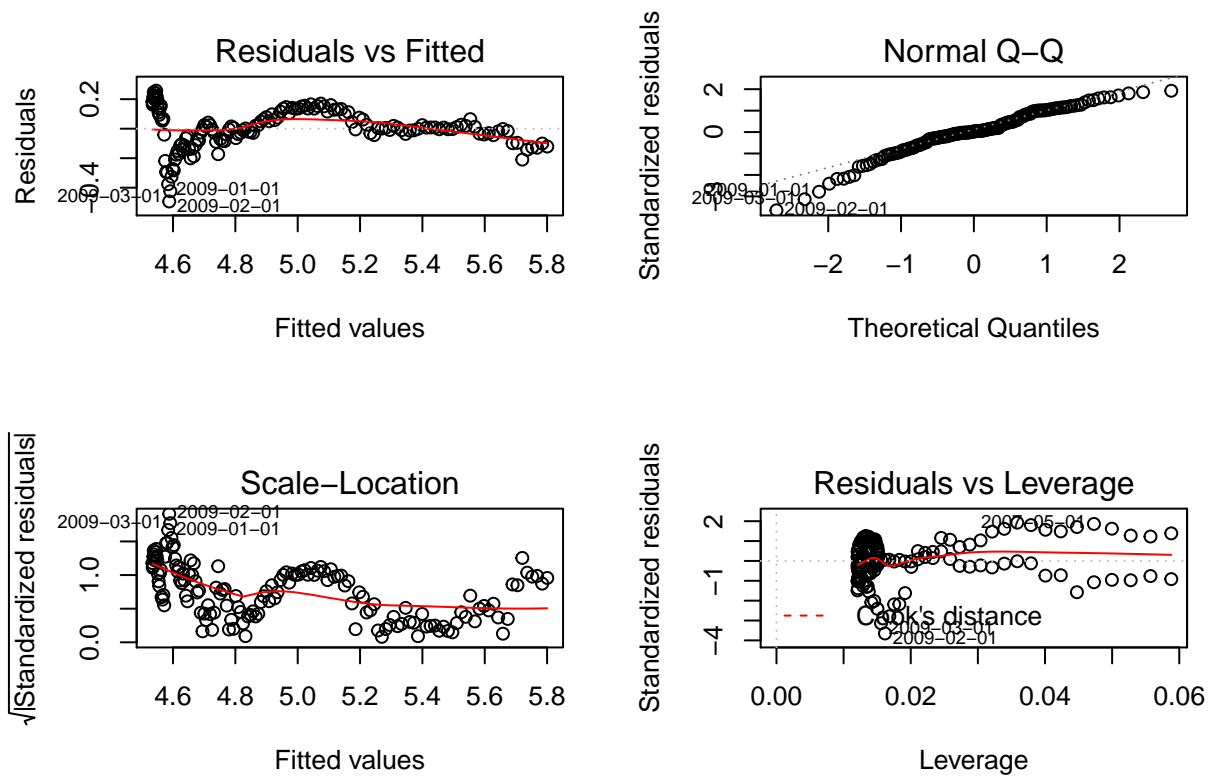 Residuals vs Fitted
Residuals
0.2
−0.4
2009−03−01
2009−01−01
2009−02−01
4.6 4.8 5.0 5.2 5.4 5.6 5.8
Fitted values
Normal Q−Q
Standardized residuals
2
0
2009−01−01
2009−03−01
2009−02−01
−2 −1 0 1 2
Theoretical Quantiles
Scale−Location
√|Standardized residuals|
1.0
0.0
2009−03−01
2009−02−01
2009−01−01
4.6 4.8 5.0 5.2 5.4 5.6 5.8
Fitted values
Residuals vs Leverage
Standardized residuals
2
−1
−4
2007−05−01
Cook's distance
2009−03−01
2009−02−01
0.00 0.02 0.04 0.06
Leverage